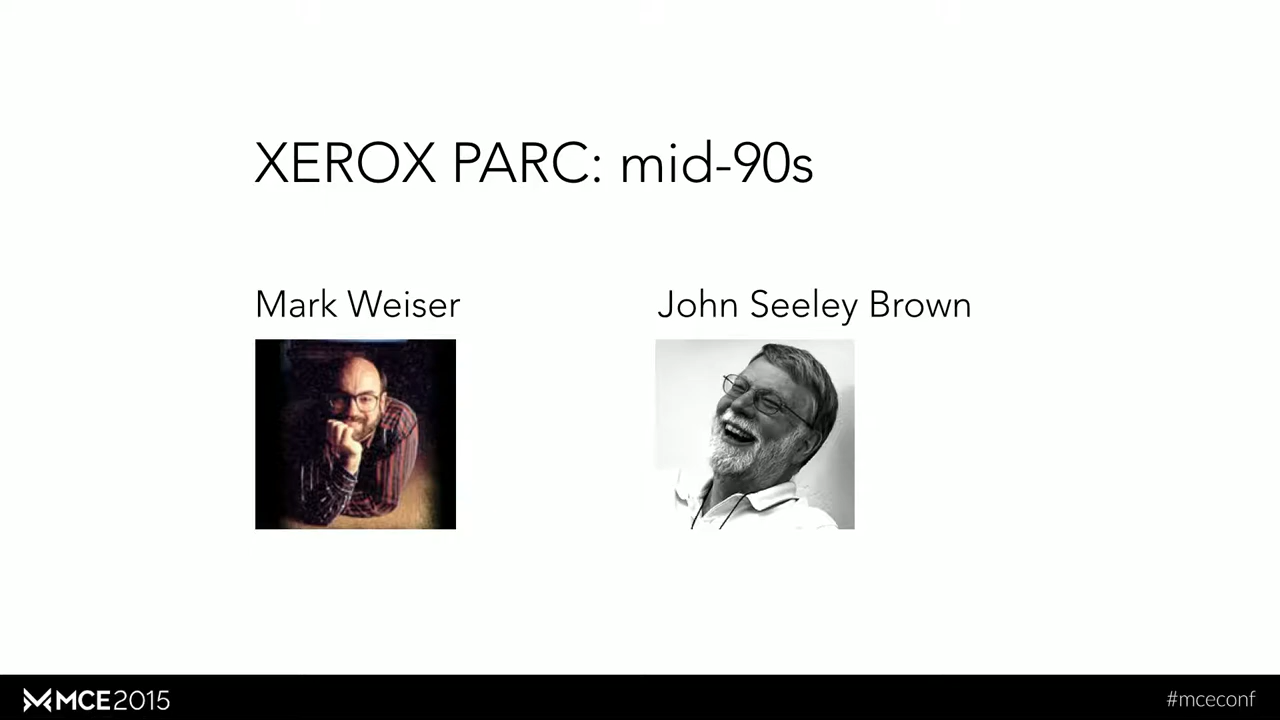 XEROX PARC: mid-90s
Mark Weiser
John Seeley Brown
MCE2015
#mceconf